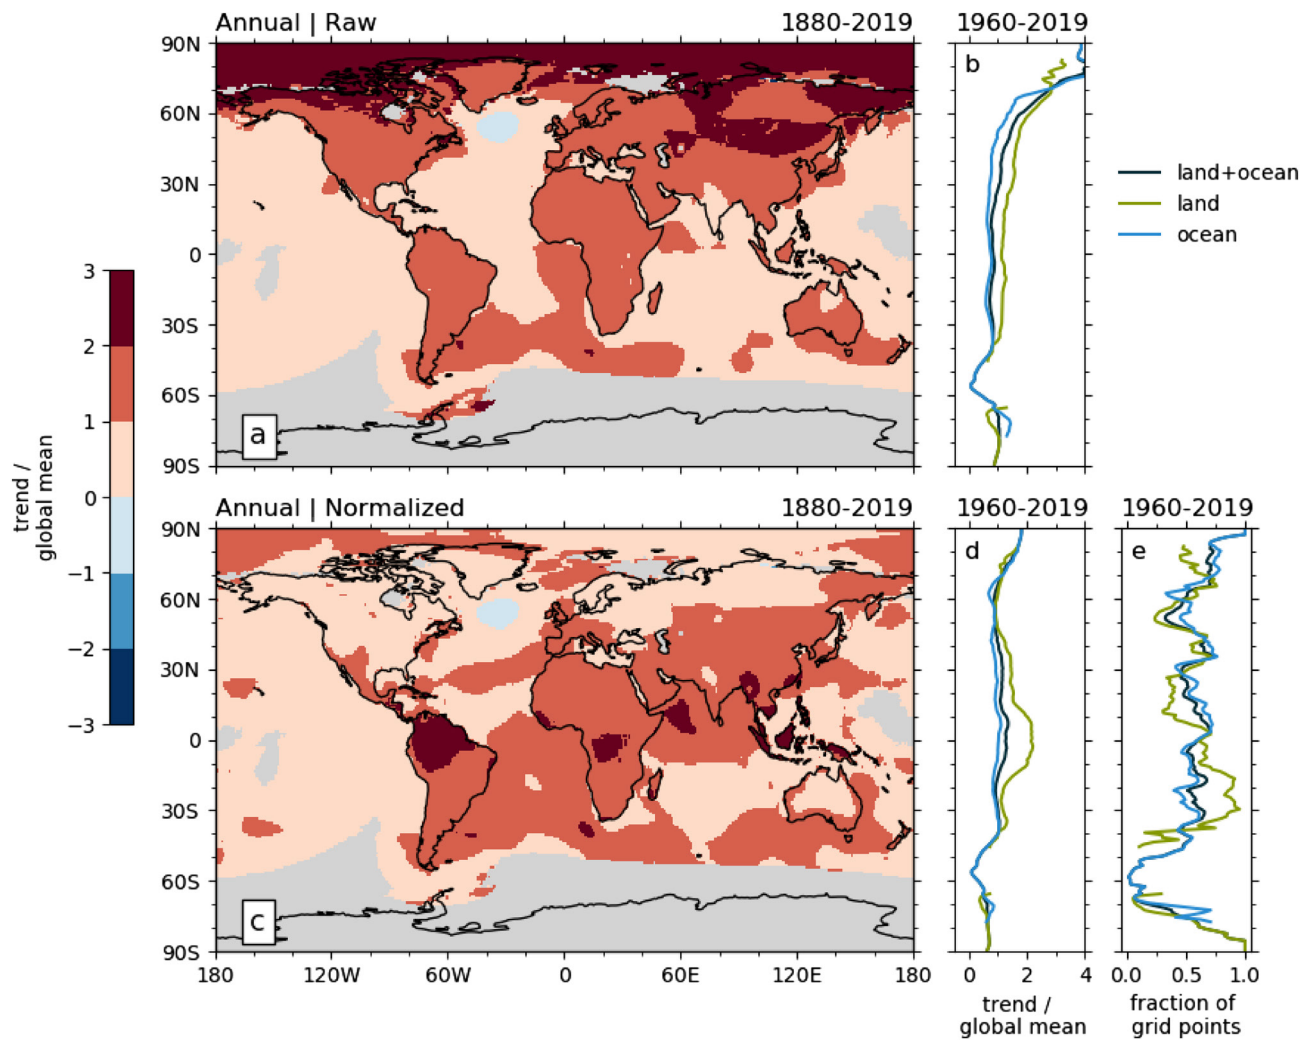 Annual | Raw 1880-2019 1960-2019
90N
60N
30N
0
30S
60S
90S
a
b
land+ocean
land
ocean
3
2
1
0
−1
−2
−3
trend /
global mean
Annual | Normalized 1880-2019 1960-2019 1960-2019
90N
60N
30N
0
30S
60S
90S
c
d
e
180 120W 60W 0 60E 120E 180 0 2 4 0.0 0.5 1.0
trend /
global mean
fraction of
grid points